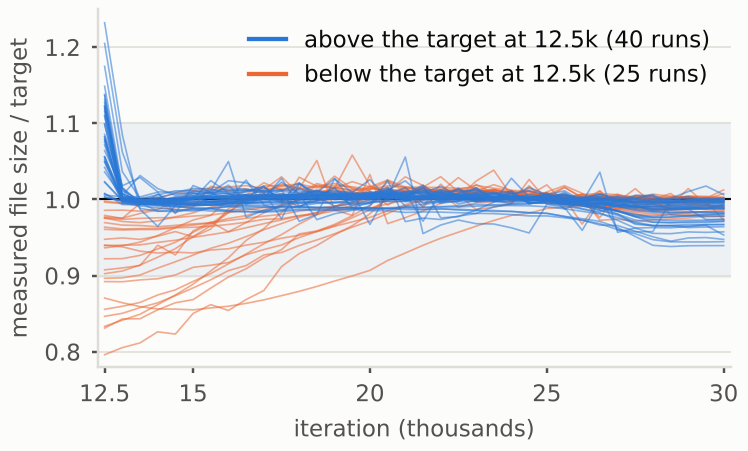 measured file size / target
1.2
1.1
1.0
0.9
0.8
above the target at 12.5k (40 runs)
below the target at 12.5k (25 runs)
12.5 15 20 25 30
iteration (thousands)